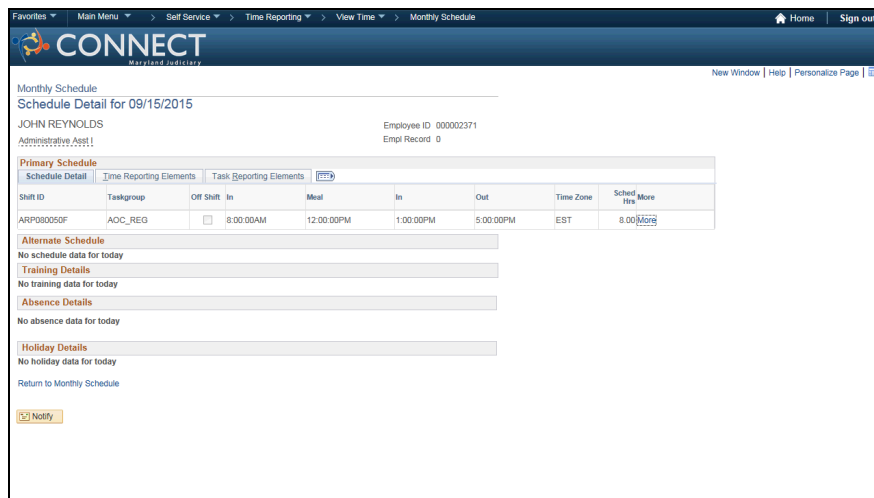 Favorites Main Menu > Self Service > Time Reporting > View Time > Monthly Schedule Home Sign out
CONNECT
Maryland Judiciary
New Window | Help | Personalize Page |
Monthly Schedule
Schedule Detail for 09/15/2015
JOHN REYNOLDS Employee ID 000002371
Administrative Asst I Empl Record 0
Primary Schedule
Schedule Detail Time Reporting Elements Task Reporting Elements
Shift ID Taskgroup Off Shift In Meal In Out Time Zone Sched Hrs More
ARP080050F AOC_REG 8:00:00AM 12:00:00PM 1:00:00PM 5:00:00PM EST 8.00 More
Alternate Schedule
No schedule data for today
Training Details
No training data for today
Absence Details
No absence data for today
Holiday Details
No holiday data for today
Return to Monthly Schedule
Notify